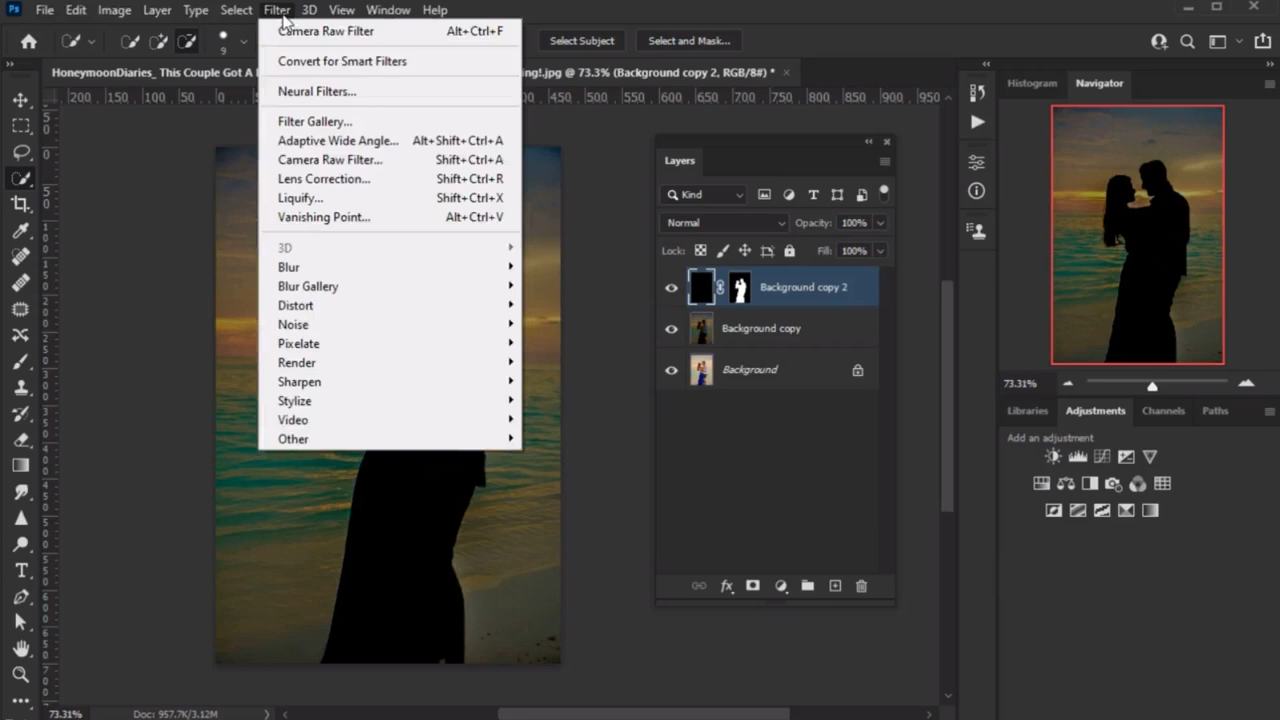 Ps File Edit Image Layer Type Select Filter 3D View Window Help
9 Select Subject Select and Mask...
HoneymoonDiaries_ This Couple Got A ing!.jpg @ 73.3% (Background copy 2, RGB/8#) * ×
200 150 100 50 0 550 600 650 700 750 800 850 900 950
Camera Raw Filter Alt+Ctrl+F
Convert for Smart Filters
Neural Filters...
Filter Gallery...
Adaptive Wide Angle... Alt+Shift+Ctrl+A
Camera Raw Filter... Shift+Ctrl+A
Lens Correction... Shift+Ctrl+R
Liquify... Shift+Ctrl+X
Vanishing Point... Alt+Ctrl+V
3D
Blur
Blur Gallery
Distort
Noise
Pixelate
Render
Sharpen
Stylize
Video
Other
Layers
Kind
Normal Opacity: 100%
Lock: Fill: 100%
Background copy 2
Background copy
Background
fx
Histogram Navigator
73.31%
Libraries Adjustments Channels Paths
Add an adjustment
73.31% Doc: 957.7K/3.12M